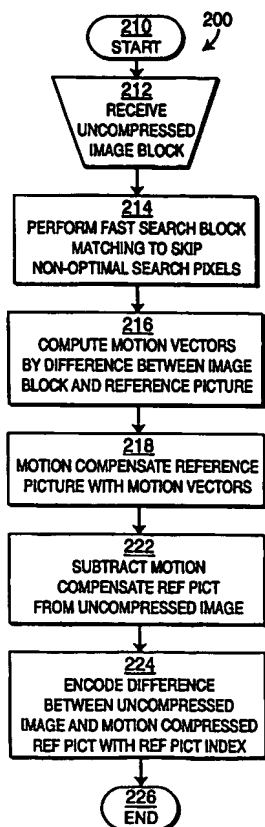 210
START
200
212
RECEIVE
UNCOMPRESSED
IMAGE BLOCK
214
PERFORM FAST SEARCH BLOCK
MATCHING TO SKIP
NON-OPTIMAL SEARCH PIXELS
216
COMPUTE MOTION VECTORS
BY DIFFERENCE BETWEEN IMAGE
BLOCK AND REFERENCE PICTURE
218
MOTION COMPENSATE REFERENCE
PICTURE WITH MOTION VECTORS
222
SUBTRACT MOTION
COMPENSATE REF PICT
FROM UNCOMPRESSED IMAGE
224
ENCODE DIFFERENCE
BETWEEN UNCOMPRESSED
IMAGE AND MOTION COMPRESSED
REF PICT WITH REF PICT INDEX
226
END